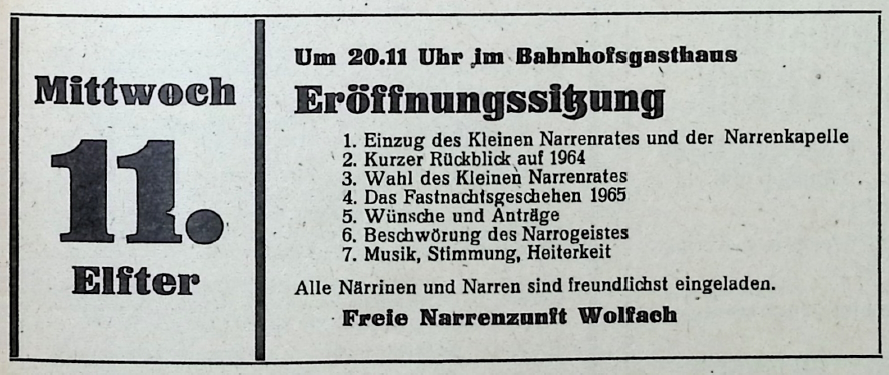 Mittwoch
11.
Elfter
Um 20.11 Uhr im Bahnhofsgasthaus
Eröffnungssitzung
1. Einzug des Kleinen Narrenrates und der Narrenkapelle
2. Kurzer Rückblick auf 1964
3. Wahl des Kleinen Narrenrates
4. Das Fastnachtsgeschehen 1965
5. Wünsche und Anträge
6. Beschwörung des Narrogeistes
7. Musik, Stimmung, Heiterkeit
Alle Närrinen und Narren sind freundlichst eingeladen.
Freie Narrenzunft Wolfach